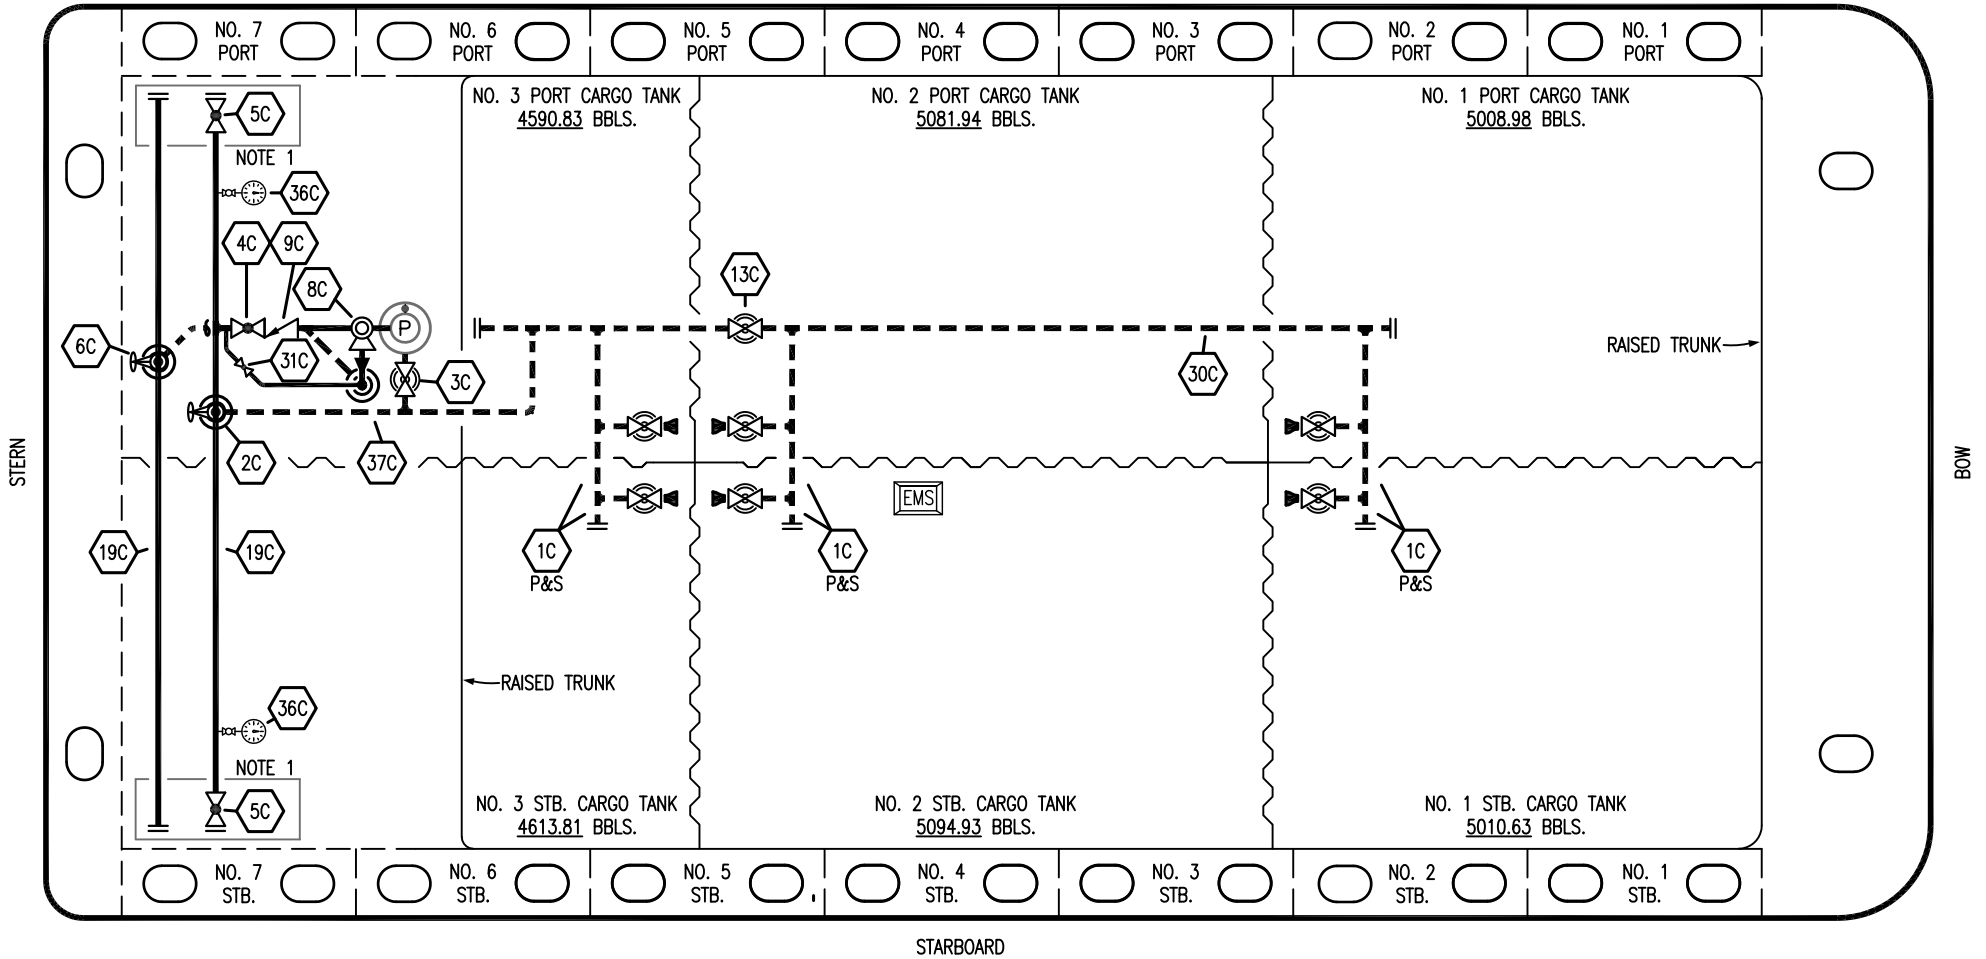 NO. 7
PORT
NO. 6
PORT
NO. 5
PORT
NO. 4
PORT
NO. 3
PORT
NO. 2
PORT
NO. 1
PORT
NO. 3 PORT CARGO TANK
4590.83 BBLS.
NO. 2 PORT CARGO TANK
5081.94 BBLS.
NO. 1 PORT CARGO TANK
5008.98 BBLS.
5C
NOTE 1
36C
4C
9C
8C
13C
P
6C
31C
3C
30C
RAISED TRUNK
2C
37C
STERN
BOW
EMS
19C
19C
1C
P&S
1C
P&S
1C
P&S
RAISED TRUNK
36C
NOTE 1
5C
NO. 3 STB. CARGO TANK
4613.81 BBLS.
NO. 2 STB. CARGO TANK
5094.93 BBLS.
NO. 1 STB. CARGO TANK
5010.63 BBLS.
NO. 7
STB.
NO. 6
STB.
NO. 5
STB.
NO. 4
STB.
NO. 3
STB.
NO. 2
STB.
NO. 1
STB.
STARBOARD